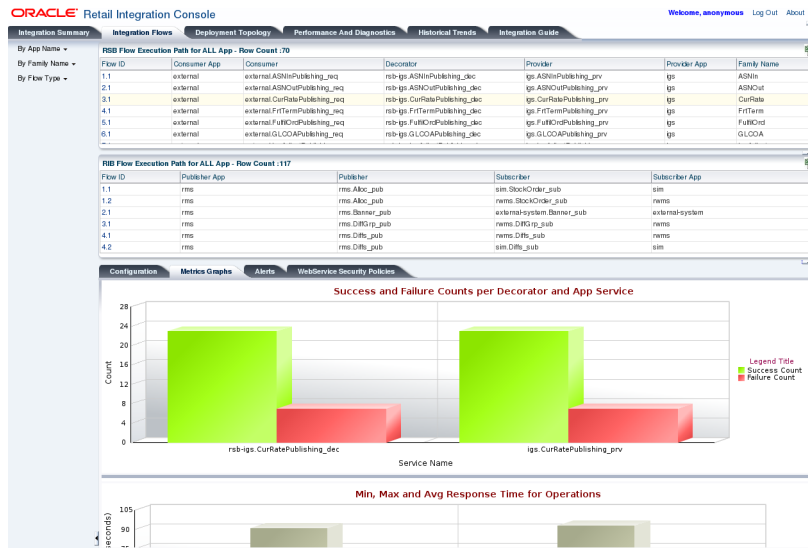 ORACLE Retail Integration Console
Welcome, anonymous Log Out About
Integration Summary Integration Flows Deployment Topology Performance And Diagnostics Historical Trends Integration Guide
By App Name
By Family Name
By Flow Type
RSB Flow Execution Path for ALL App - Row Count :70
Flow ID Consumer App Consumer Decorator Provider Provider App Family Name
1.1 external external.ASNInPublishing_req rsb-igs.ASNInPublishing_dec igs.ASNInPublishing_prv igs ASNIn
2.1 external external.ASNOutPublishing_req rsb-igs.ASNOutPublishing_dec igs.ASNOutPublishing_prv igs ASNOut
3.1 external external.CurRatePublishing_req rsb-igs.CurRatePublishing_dec igs.CurRatePublishing_prv igs CurRate
4.1 external external.FrtTermPublishing_req rsb-igs.FrtTermPublishing_dec igs.FrtTermPublishing_prv igs FrtTerm
5.1 external external.FulfilOrdPublishing_req rsb-igs.FulfilOrdPublishing_dec igs.FulfilOrdPublishing_prv igs FulfilOrd
6.1 external external.GLCOAPublishing_req rsb-igs.GLCOAPublishing_dec igs.GLCOAPublishing_prv igs GLCOA
RIB Flow Execution Path for ALL App - Row Count :117
Flow ID Publisher App Publisher Subscriber Subscriber App
1.1 rms rms.Alloc_pub sim.StockOrder_sub sim
1.2 rms rms.Alloc_pub rwms.StockOrder_sub rwms
2.1 rms rms.Banner_pub external-system.Banner_sub external-system
3.1 rms rms.DiffGrp_pub rwms.DiffGrp_sub rwms
4.1 rms rms.Diffs_pub rwms.Diffs_sub rwms
4.2 rms rms.Diffs_pub sim.Diffs_sub sim
Configuration Metrics Graphs Alerts WebService Security Policies
Success and Failure Counts per Decorator and App Service
28
24
20
16
12
8
4
0
Count
rsb-igs.CurRatePublishing_dec igs.CurRatePublishing_prv
Service Name
Legend Title
Success Count
Failure Count
Min, Max and Avg Response Time for Operations
105
90